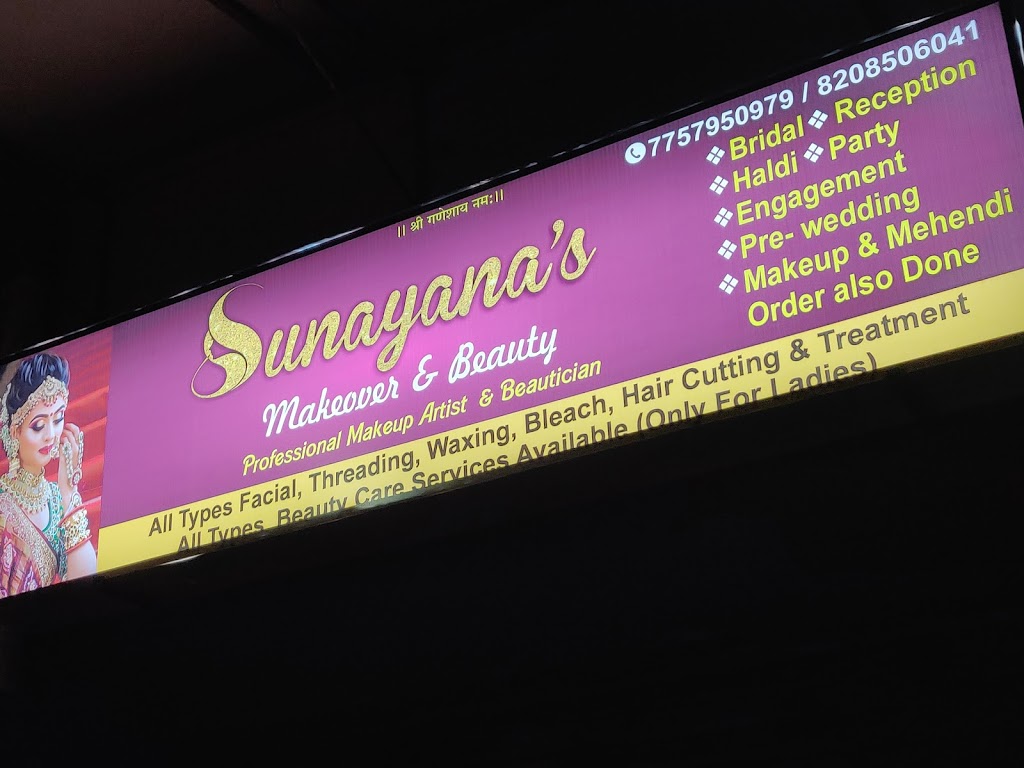 || श्री गणेशाय नम:||
Sunayana's
Makeover & Beauty
Professional Makeup Artist & Beautician
7757950979 / 8208506041
❖ Bridal ❖ Reception
❖ Haldi ❖ Party
❖ Engagement
❖ Pre- wedding
❖ Makeup & Mehendi
Order also Done
All Types Facial, Threading, Waxing, Bleach, Hair Cutting & Treatment
All Types Beauty Care Services Available (Only For Ladies)